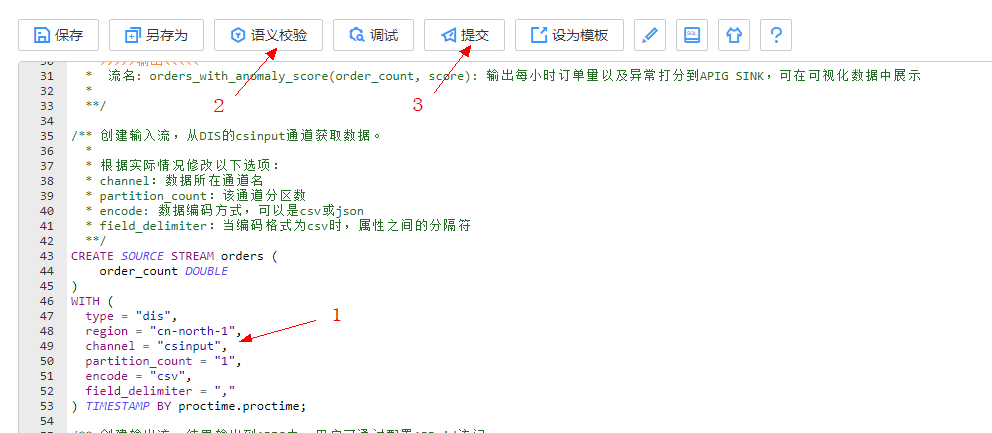 保存
另存为
语义校验
调试
提交
设为模板
SQL
?
2
3
31 * 流名: orders_with_anomaly_score(order_count, score): 输出每小时订单量以及异常打分到APIG SINK，可在可视化数据中展示
32 *
33 **/
34
35 /** 创建输入流，从DIS的csinput通道获取数据。
36 *
37 * 根据实际情况修改以下选项：
38 * channel: 数据所在通道名
39 * partition_count: 该通道分区数
40 * encode: 数据编码方式，可以是csv或json
41 * field_delimiter: 当编码格式为csv时，属性之间的分隔符
42 **/
43 CREATE SOURCE STREAM orders (
44 order_count DOUBLE
45 )
46 WITH (
47 type = "dis",
48 region = "cn-north-1",
1
49 channel = "csinput",
50 partition_count = "1",
51 encode = "csv",
52 field_delimiter = ","
53 ) TIMESTAMP BY proctime.proctime;
54